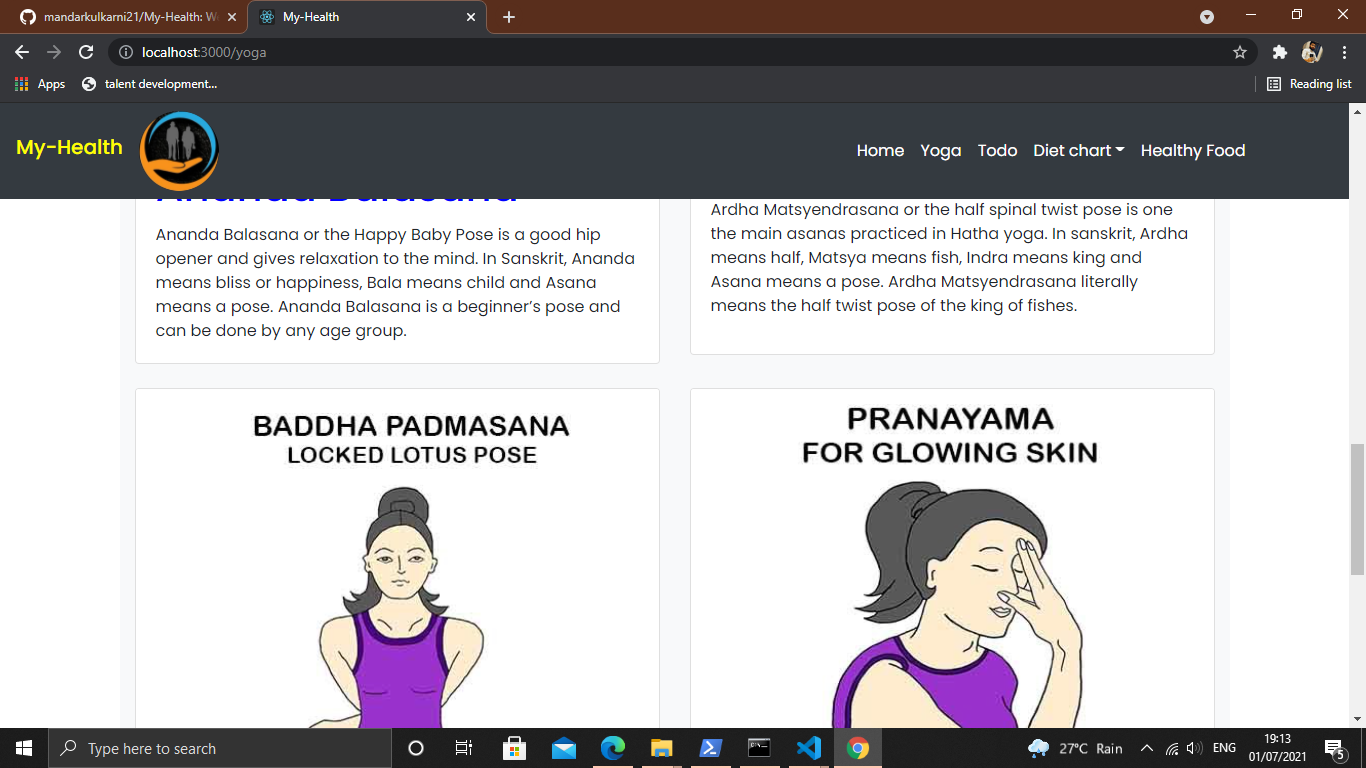 mandarkulkarni21/My-Health: W
My-Health
localhost:3000/yoga
Apps
talent development...
Reading list
My-Health
Home
Yoga
Todo
Diet chart
Healthy Food
Ananda Balasana
Ananda Balasana or the Happy Baby Pose is a good hip
opener and gives relaxation to the mind. In Sanskrit, Ananda
means bliss or happiness, Bala means child and Asana
means a pose. Ananda Balasana is a beginner’s pose and
can be done by any age group.
Ardha Matsyendrasana or the half spinal twist pose is one
the main asanas practiced in Hatha yoga. In sanskrit, Ardha
means half, Matsya means fish, Indra means king and
Asana means a pose. Ardha Matsyendrasana literally
means the half twist pose of the king of fishes.
BADDHA PADMASANA
LOCKED LOTUS POSE
PRANAYAMA
FOR GLOWING SKIN
Type here to search
27°C Rain
ENG
19:13
01/07/2021
5